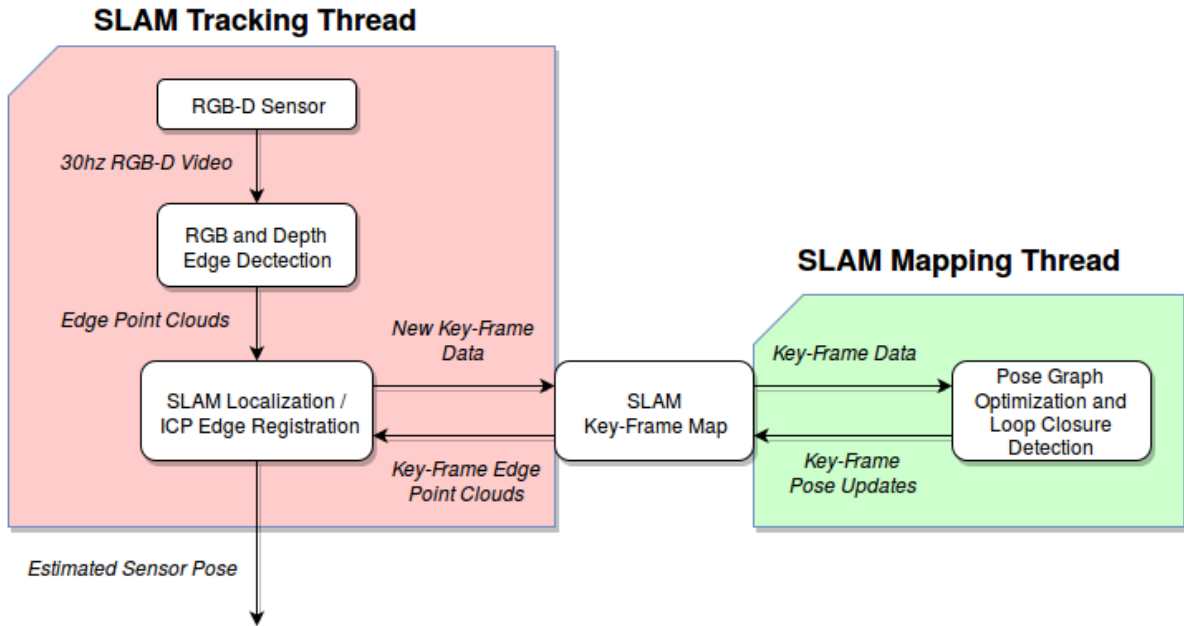 SLAM Tracking Thread
RGB-D Sensor
30hz RGB-D Video
RGB and Depth
Edge Dectection
Edge Point Clouds
SLAM Localization /
ICP Edge Registration
New Key-Frame
Data
Key-Frame Edge
Point Clouds
Estimated Sensor Pose
SLAM
Key-Frame Map
SLAM Mapping Thread
Key-Frame Data
Pose Graph
Optimization and
Loop Closure
Detection
Key-Frame
Pose Updates